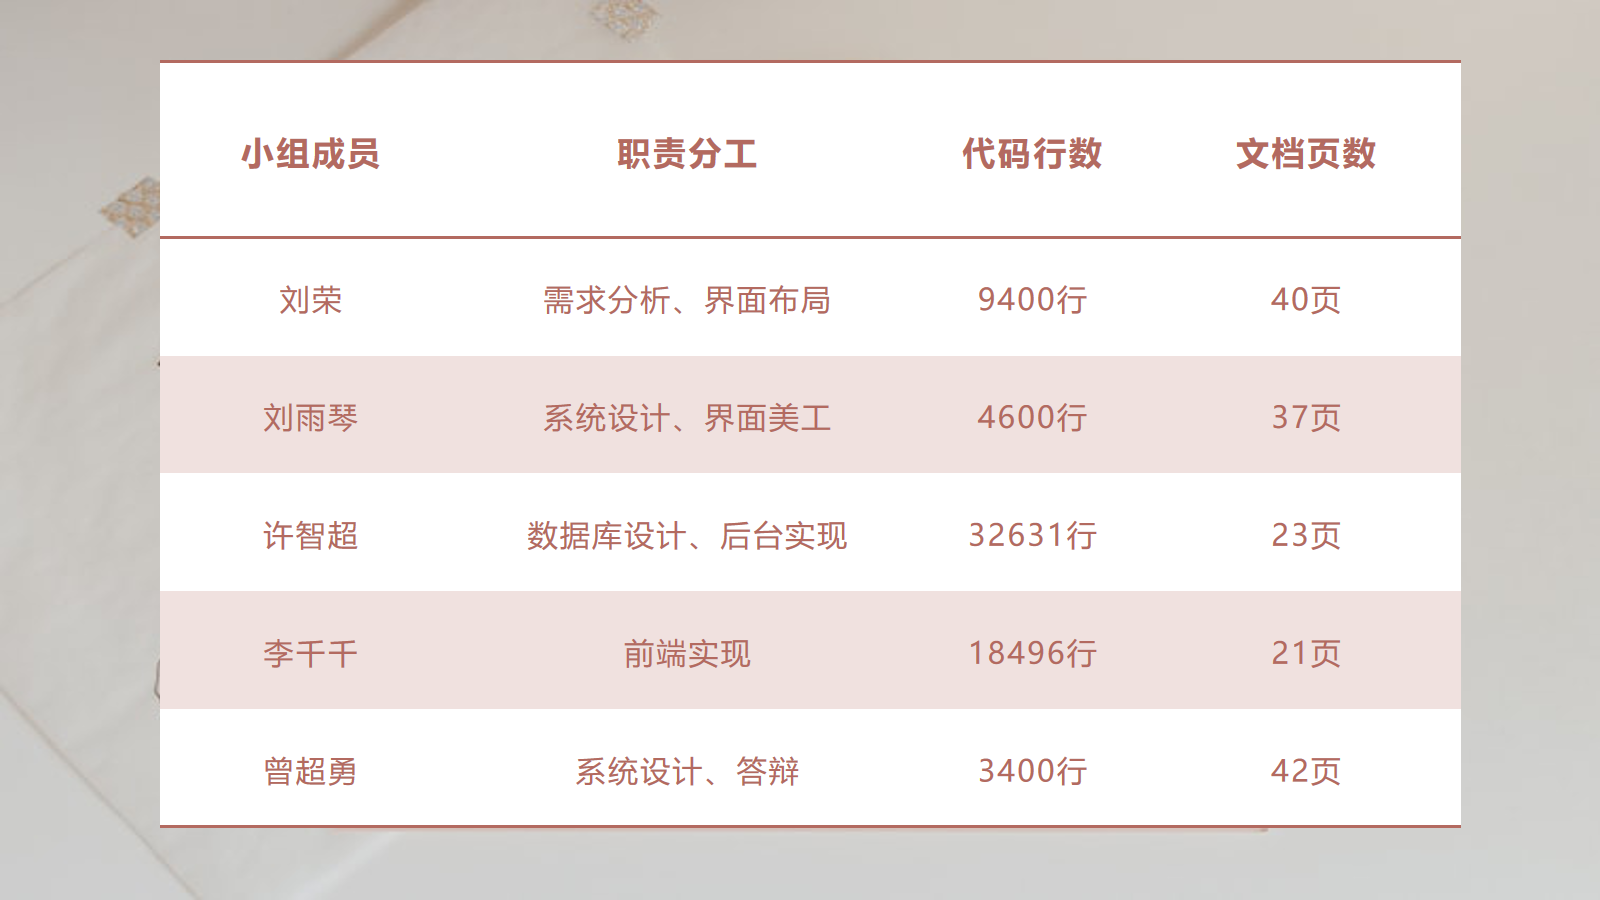 小组成员 职责分工 代码行数 文档页数
刘荣 需求分析、界面布局 9400行 40页
刘雨琴 系统设计、界面美工 4600行 37页
许智超 数据库设计、后台实现 32631行 23页
李千千 前端实现 18496行 21页
曾超勇 系统设计、答辩 3400行 42页